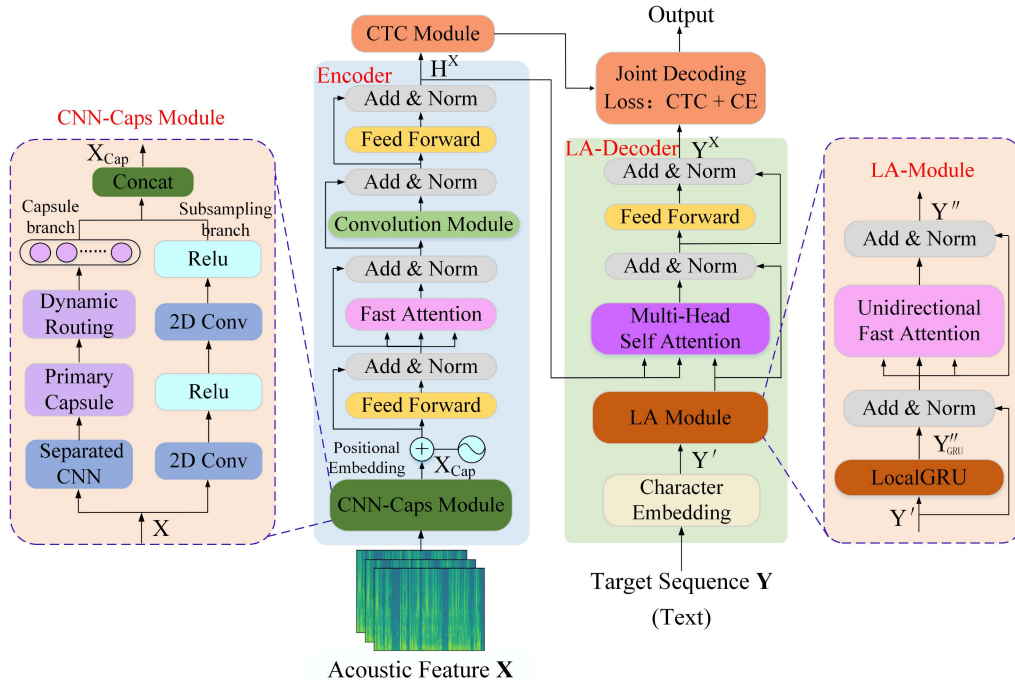 CNN-Caps Module
X_Cap
Concat
Capsule
branch
Subsampling
branch
Relu
Dynamic
Routing
2D Conv
Primary
Capsule
Relu
Separated
CNN
2D Conv
X
CTC Module
Encoder
H^X
Add & Norm
Feed Forward
Add & Norm
Convolution Module
Add & Norm
Fast Attention
Add & Norm
Feed Forward
Positional
Embedding
+
X_Cap
CNN-Caps Module
Acoustic Feature X
Output
Joint Decoding
Loss: CTC + CE
LA-Decoder
Y^X
Add & Norm
Feed Forward
Add & Norm
Multi-Head
Self Attention
LA Module
Y′
Character
Embedding
Target Sequence Y
(Text)
LA-Module
Y″
Add & Norm
Unidirectional
Fast Attention
Add & Norm
Y″_GRU
LocalGRU
Y′